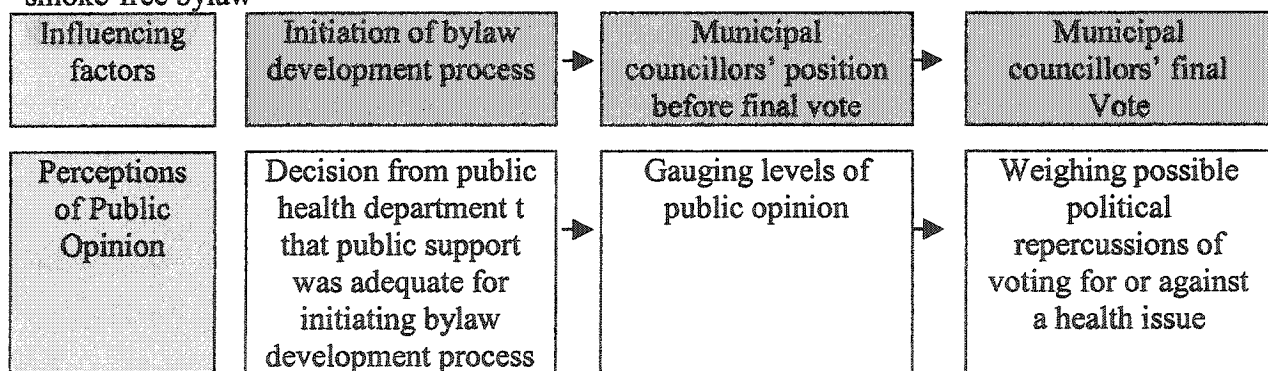 smoke-free bylaw
Influencing
factors
Initiation of bylaw
development process
Municipal
councillors' position
before final vote
Municipal
councillors' final
Vote
Perceptions
of Public
Opinion
Decision from public
health department t
that public support
was adequate for
initiating bylaw
development process
Gauging levels of
public opinion
Weighing possible
political
repercussions of
voting for or against
a health issue